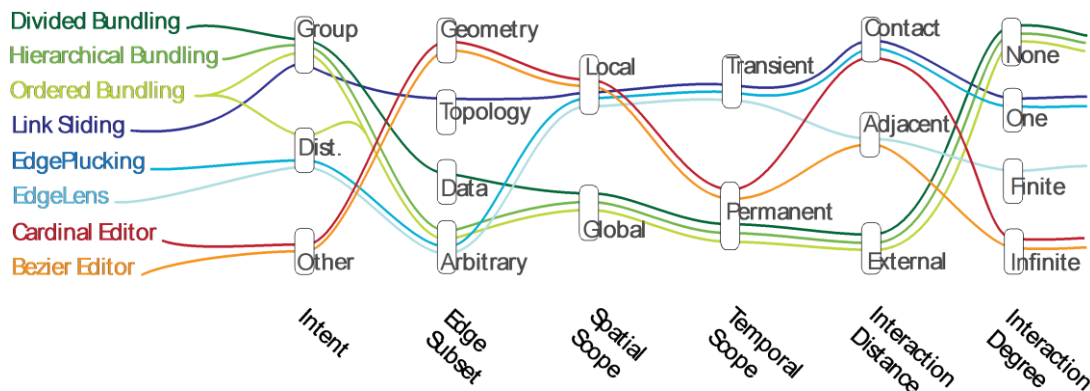 Divided Bundling
Hierarchical Bundling
Ordered Bundling
Link Sliding
EdgePlucking
EdgeLens
Cardinal Editor
Bezier Editor
Group
Dist.
Other
Geometry
Topology
Data
Arbitrary
Local
Global
Transient
Permanent
Contact
Adjacent
External
None
One
Finite
Infinite
Intent
Edge
Subset
Spatial
Scope
Temporal
Scope
Interaction
Distance
Interaction
Degree